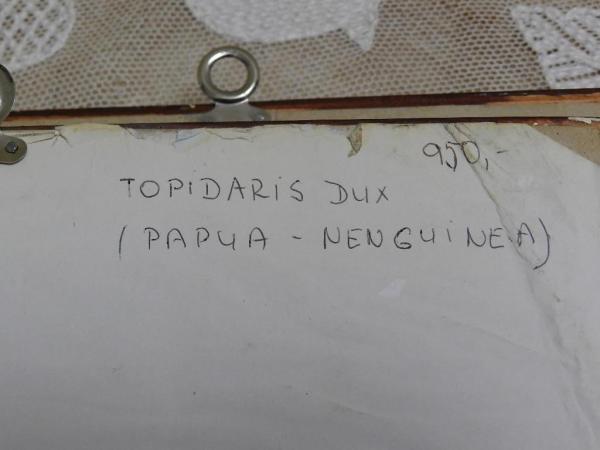 950,-
TOPIDARIS DUX
(PAPUA - NENGUINEA)